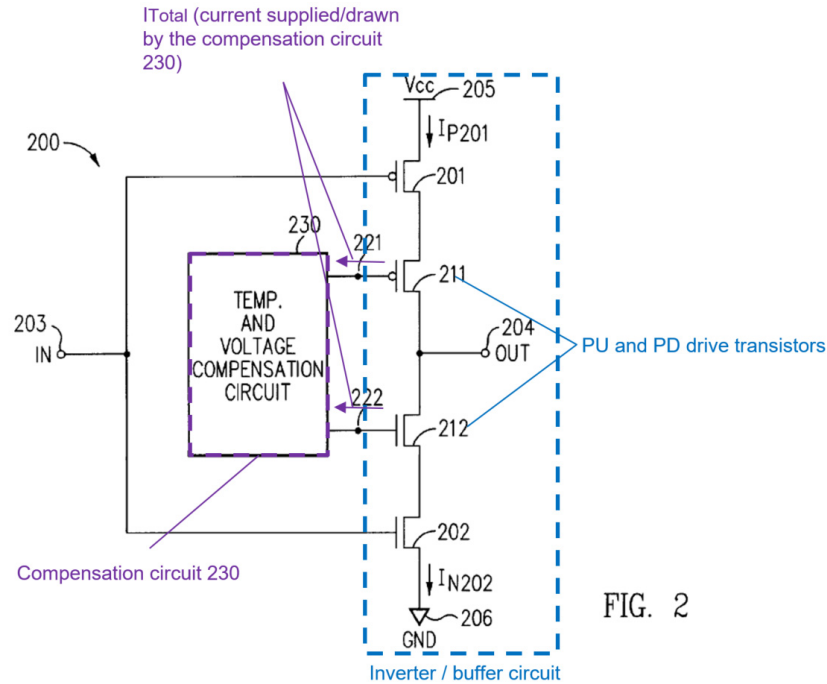 ITotal (current supplied/drawn
by the compensation circuit
230)
Vcc
205
IP201
200
201
230
221
211
TEMP.
AND
VOLTAGE
COMPENSATION
CIRCUIT
203
IN
204
OUT
PU and PD drive transistors
222
212
202
Compensation circuit 230
IN202
206
GND
FIG. 2
Inverter / buffer circuit